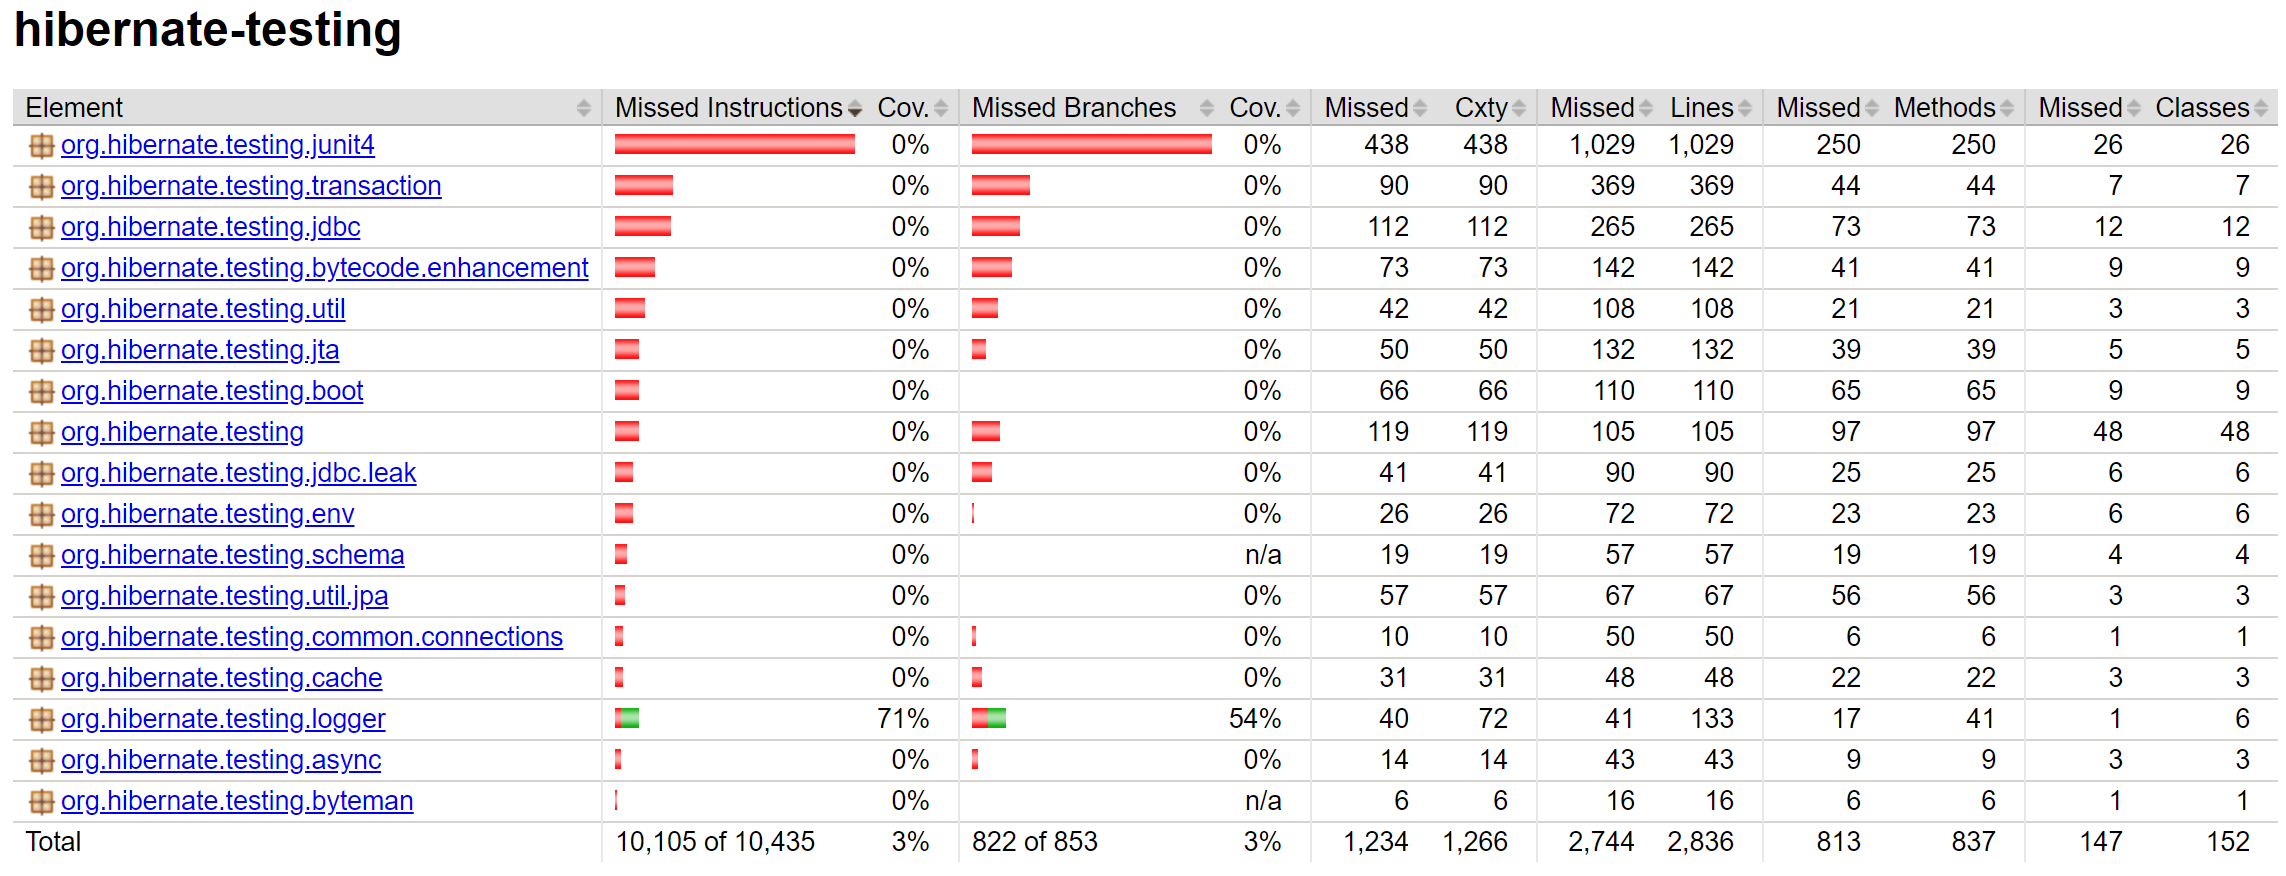 hibernate-testing
Element Missed Instructions Cov. Missed Branches Cov. Missed Cxty Missed Lines Missed Methods Missed Classes
org.hibernate.testing.junit4 0% 0% 438 438 1,029 1,029 250 250 26 26
org.hibernate.testing.transaction 0% 0% 90 90 369 369 44 44 7 7
org.hibernate.testing.jdbc 0% 0% 112 112 265 265 73 73 12 12
org.hibernate.testing.bytecode.enhancement 0% 0% 73 73 142 142 41 41 9 9
org.hibernate.testing.util 0% 0% 42 42 108 108 21 21 3 3
org.hibernate.testing.jta 0% 0% 50 50 132 132 39 39 5 5
org.hibernate.testing.boot 0% 0% 66 66 110 110 65 65 9 9
org.hibernate.testing 0% 0% 119 119 105 105 97 97 48 48
org.hibernate.testing.jdbc.leak 0% 0% 41 41 90 90 25 25 6 6
org.hibernate.testing.env 0% 0% 26 26 72 72 23 23 6 6
org.hibernate.testing.schema 0% n/a 19 19 57 57 19 19 4 4
org.hibernate.testing.util.jpa 0% 0% 57 57 67 67 56 56 3 3
org.hibernate.testing.common.connections 0% 0% 10 10 50 50 6 6 1 1
org.hibernate.testing.cache 0% 0% 31 31 48 48 22 22 3 3
org.hibernate.testing.logger 71% 54% 40 72 41 133 17 41 1 6
org.hibernate.testing.async 0% 0% 14 14 43 43 9 9 3 3
org.hibernate.testing.byteman 0% n/a 6 6 16 16 6 6 1 1
Total 10,105 of 10,435 3% 822 of 853 3% 1,234 1,266 2,744 2,836 813 837 147 152